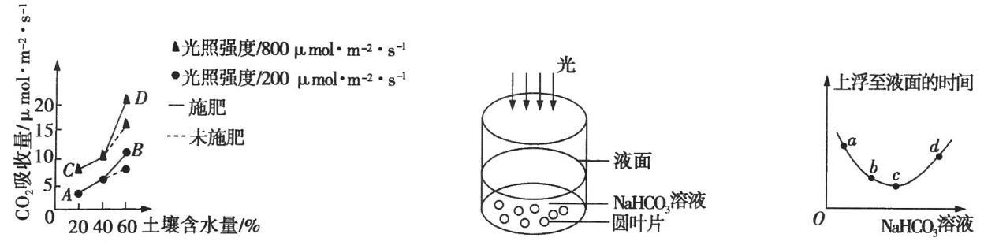 CO₂吸收量/μmol·m⁻²·s⁻¹
20
15
10
5
0
20 40 60 土壤含水量/%
A
B
C
D
▲光照强度/800 μmol·m⁻²·s⁻¹
●光照强度/200 μmol·m⁻²·s⁻¹
— 施肥
---未施肥
光
液面
NaHCO₃溶液
圆叶片
上浮至液面的时间
a
b
c
d
O
NaHCO₃溶液